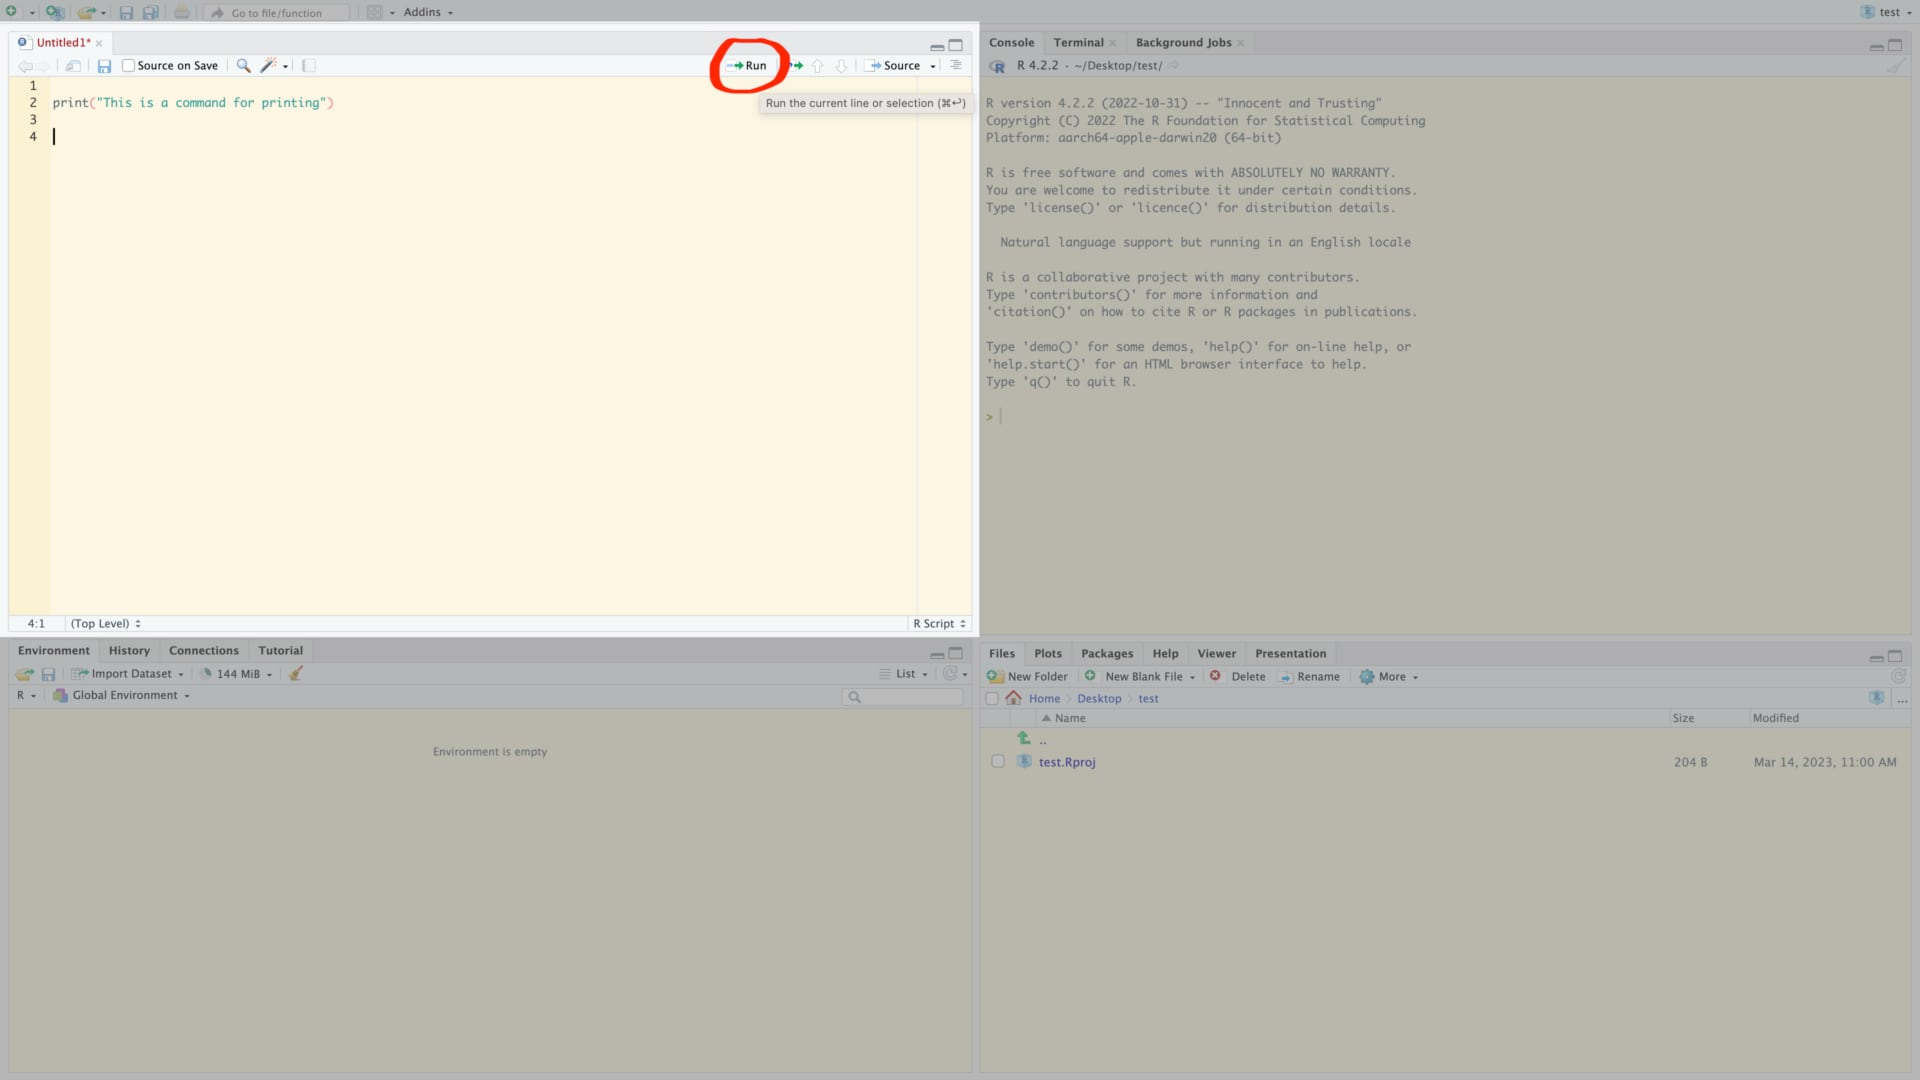 Go to file/function
Addins
test
Untitled1*
Source on Save
Run
Source
1
2 print("This is a command for printing")
3
4
Run the current line or selection (⌘↩)
4:1 (Top Level)
R Script
Console Terminal Background Jobs
R 4.2.2 · ~/Desktop/test/
R version 4.2.2 (2022-10-31) -- "Innocent and Trusting"
Copyright (C) 2022 The R Foundation for Statistical Computing
Platform: aarch64-apple-darwin20 (64-bit)
R is free software and comes with ABSOLUTELY NO WARRANTY.
You are welcome to redistribute it under certain conditions.
Type 'license()' or 'licence()' for distribution details.
Natural language support but running in an English locale
R is a collaborative project with many contributors.
Type 'contributors()' for more information and
'citation()' on how to cite R or R packages in publications.
Type 'demo()' for some demos, 'help()' for on-line help, or
'help.start()' for an HTML browser interface to help.
Type 'q()' to quit R.
>
Environment History Connections Tutorial
Import Dataset 144 MiB List
R Global Environment
Environment is empty
Files Plots Packages Help Viewer Presentation
New Folder New Blank File Delete Rename More
Home Desktop test ...
Name Size Modified
..
test.Rproj 204 B Mar 14, 2023, 11:00 AM